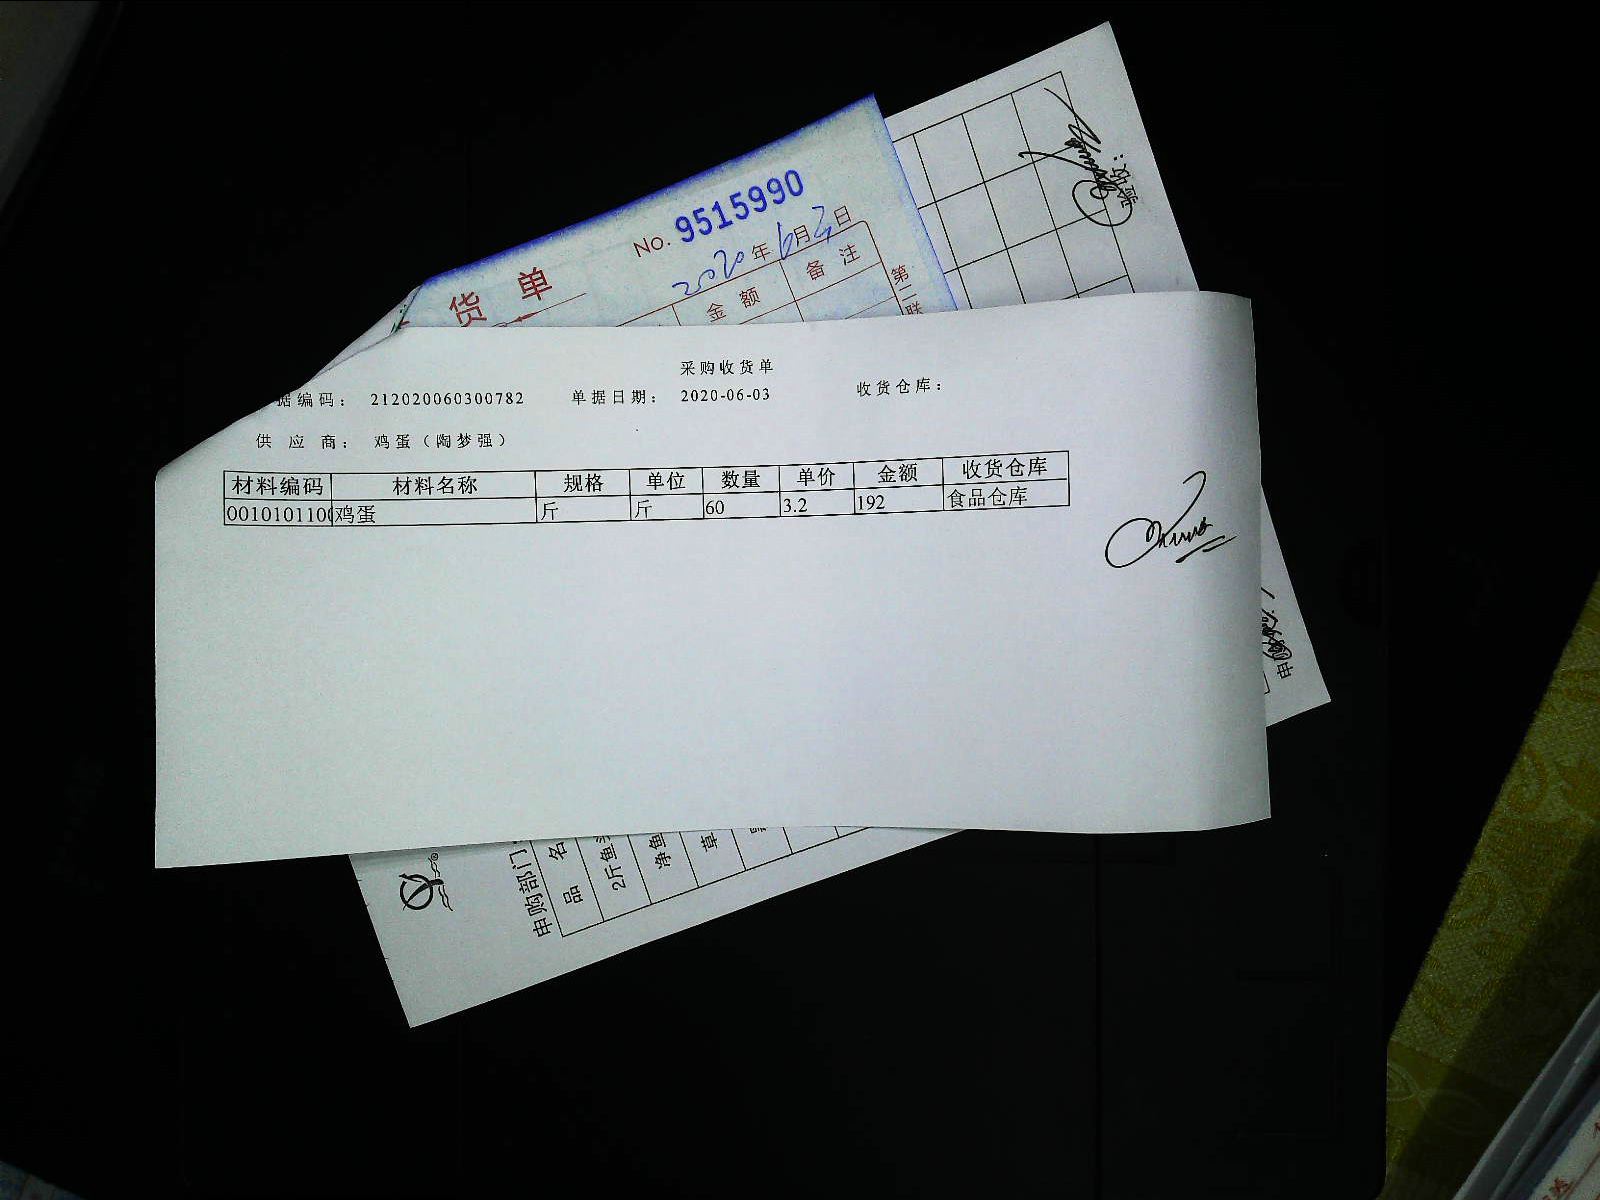 No. 9515990
2020年6月2日
货单
金额 备注
第二联
验收：
采购收货单
据编码： 212020060300782 单据日期： 2020-06-03 收货仓库：
供应商： 鸡蛋（陶梦强）
材料编码 材料名称 规格 单位 数量 单价 金额 收货仓库
0010101100 鸡蛋 斤 斤 60 3.2 192 食品仓库
申购部门
品名
2斤鱼
净鱼
草
申